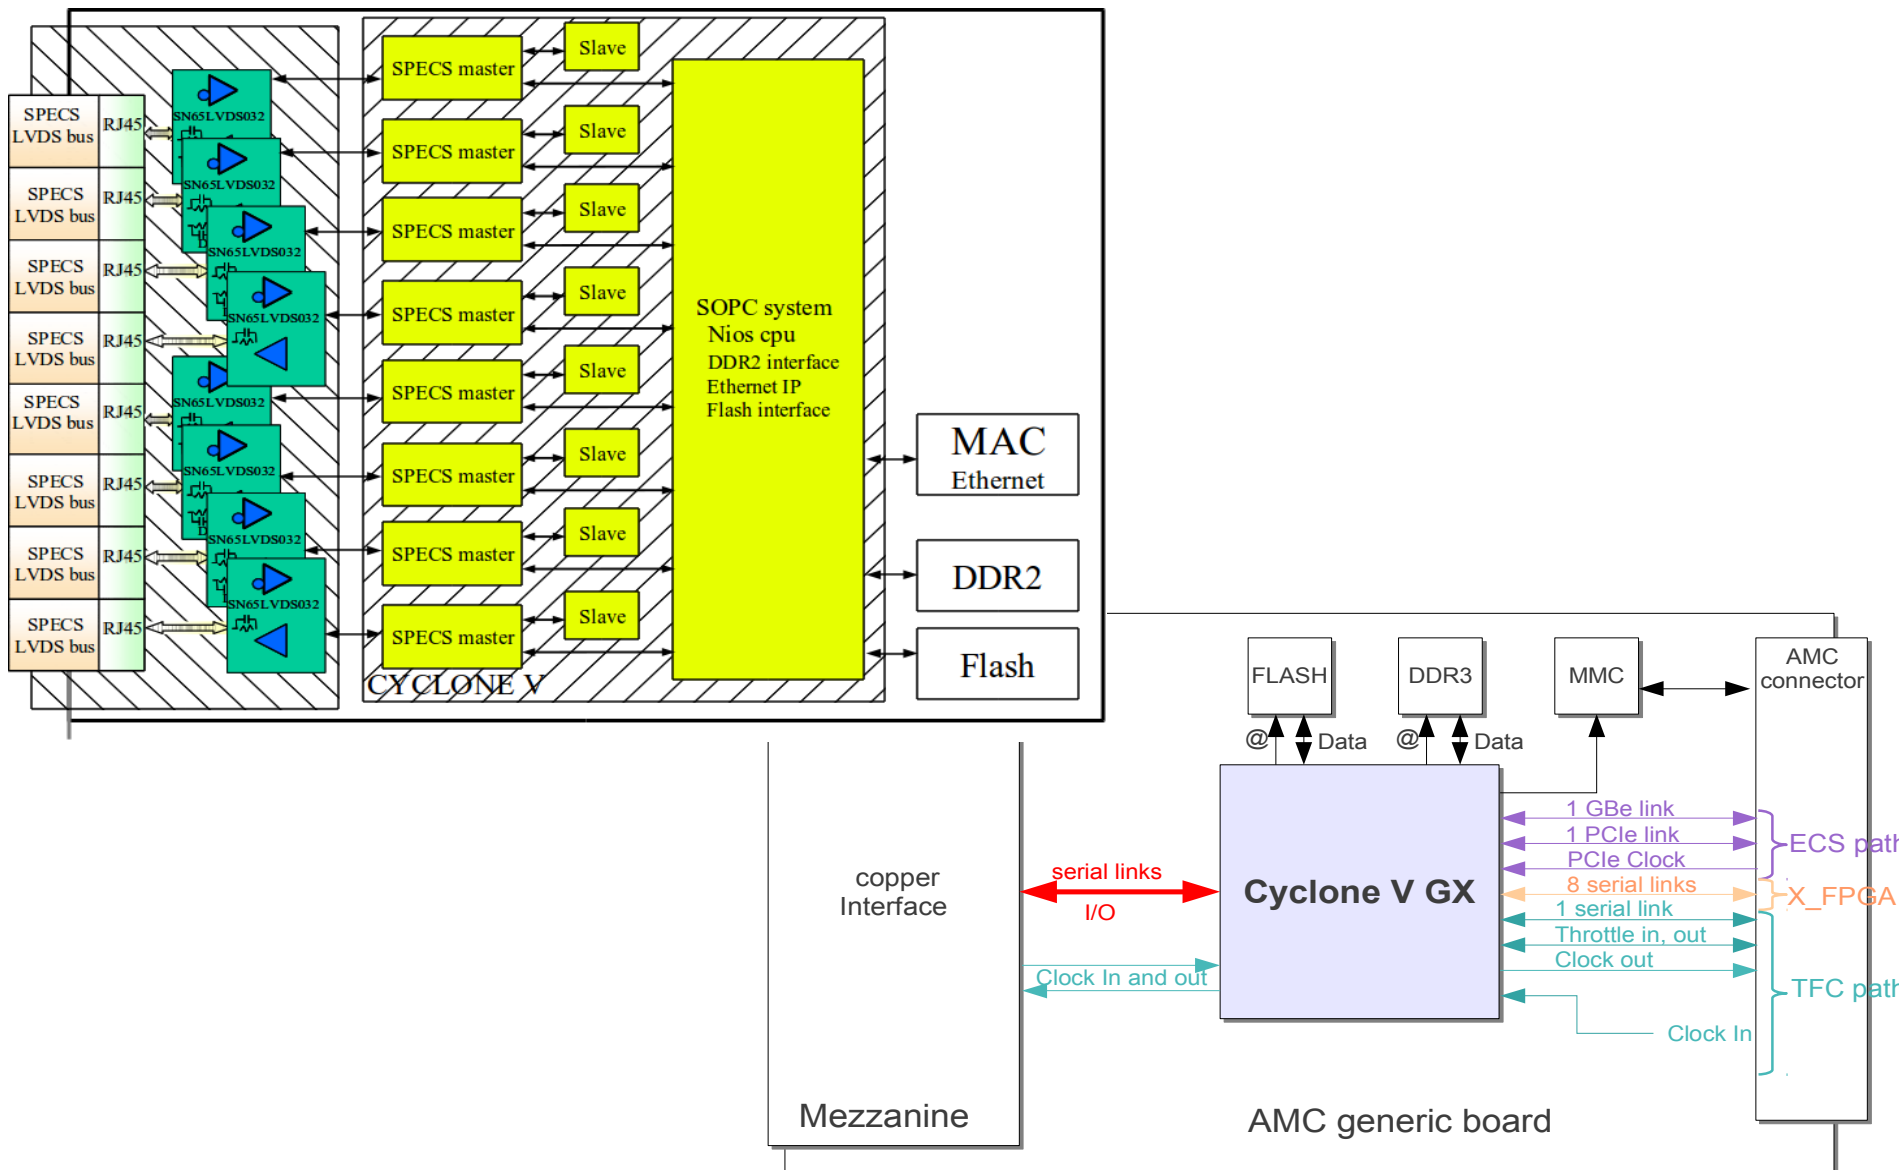 SPECS
LVDS bus
RJ45
SPECS
LVDS bus
RJ45
SPECS
LVDS bus
RJ45
SPECS
LVDS bus
RJ45
SPECS
LVDS bus
RJ45
SPECS
LVDS bus
RJ45
SPECS
LVDS bus
RJ45
SPECS
LVDS bus
RJ45
SN65LVDS032
SN65LVDS032
SN65LVDS032
SN65LVDS032
SN65LVDS032
SN65LVDS032
SN65LVDS032
SN65LVDS032
SPECS master
Slave
SPECS master
Slave
SPECS master
Slave
SPECS master
Slave
SPECS master
Slave
SPECS master
Slave
SPECS master
Slave
SPECS master
Slave
CYCLONE V
SOPC system
Nios cpu
DDR2 interface
Ethernet IP
Flash interface
MAC
Ethernet
DDR2
Flash
FLASH
DDR3
MMC
AMC
connector
@
Data
@
Data
copper
Interface
serial links
I/O
Clock In and out
Cyclone V GX
1 GBe link
1 PCIe link
PCIe Clock
8 serial links
1 serial link
Throttle in, out
Clock out
Clock In
ECS path
X_FPGA
TFC path
Mezzanine
AMC generic board